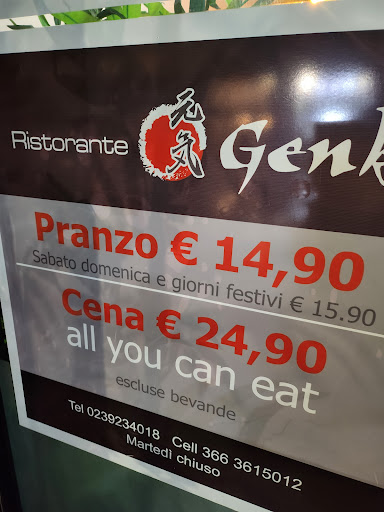 Ristorante 元気 Genk
Pranzo € 14,90
Sabato domenica e giorni festivi € 15.90
Cena € 24,90
all you can eat
escluse bevande
Tel 0239234018 Cell 366 3615012
Martedì chiuso